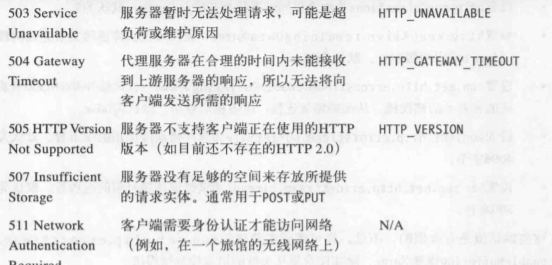 503 Service 服务器暂时无法处理请求，可能是超 HTTP_UNAVAILABLE
Unavailable 负荷或维护原因
504 Gateway 代理服务器在合理的时间内未能接收 HTTP_GATEWAY_TIMEOUT
Timeout 到上游服务器的响应，所以无法将向
客户端发送所需的响应
505 HTTP Version 服务器不支持客户端正在使用的HTTP HTTP_VERSION
Not Supported 版本（如目前还不存在的HTTP 2.0）
507 Insufficient 服务器没有足够的空间来存放所提供
Storage 的请求实体。通常用于POST或PUT
511 Network 客户端需要身份认证才能访问网络 N/A
Authentication （例如，在一个旅馆的无线网络上）
Required